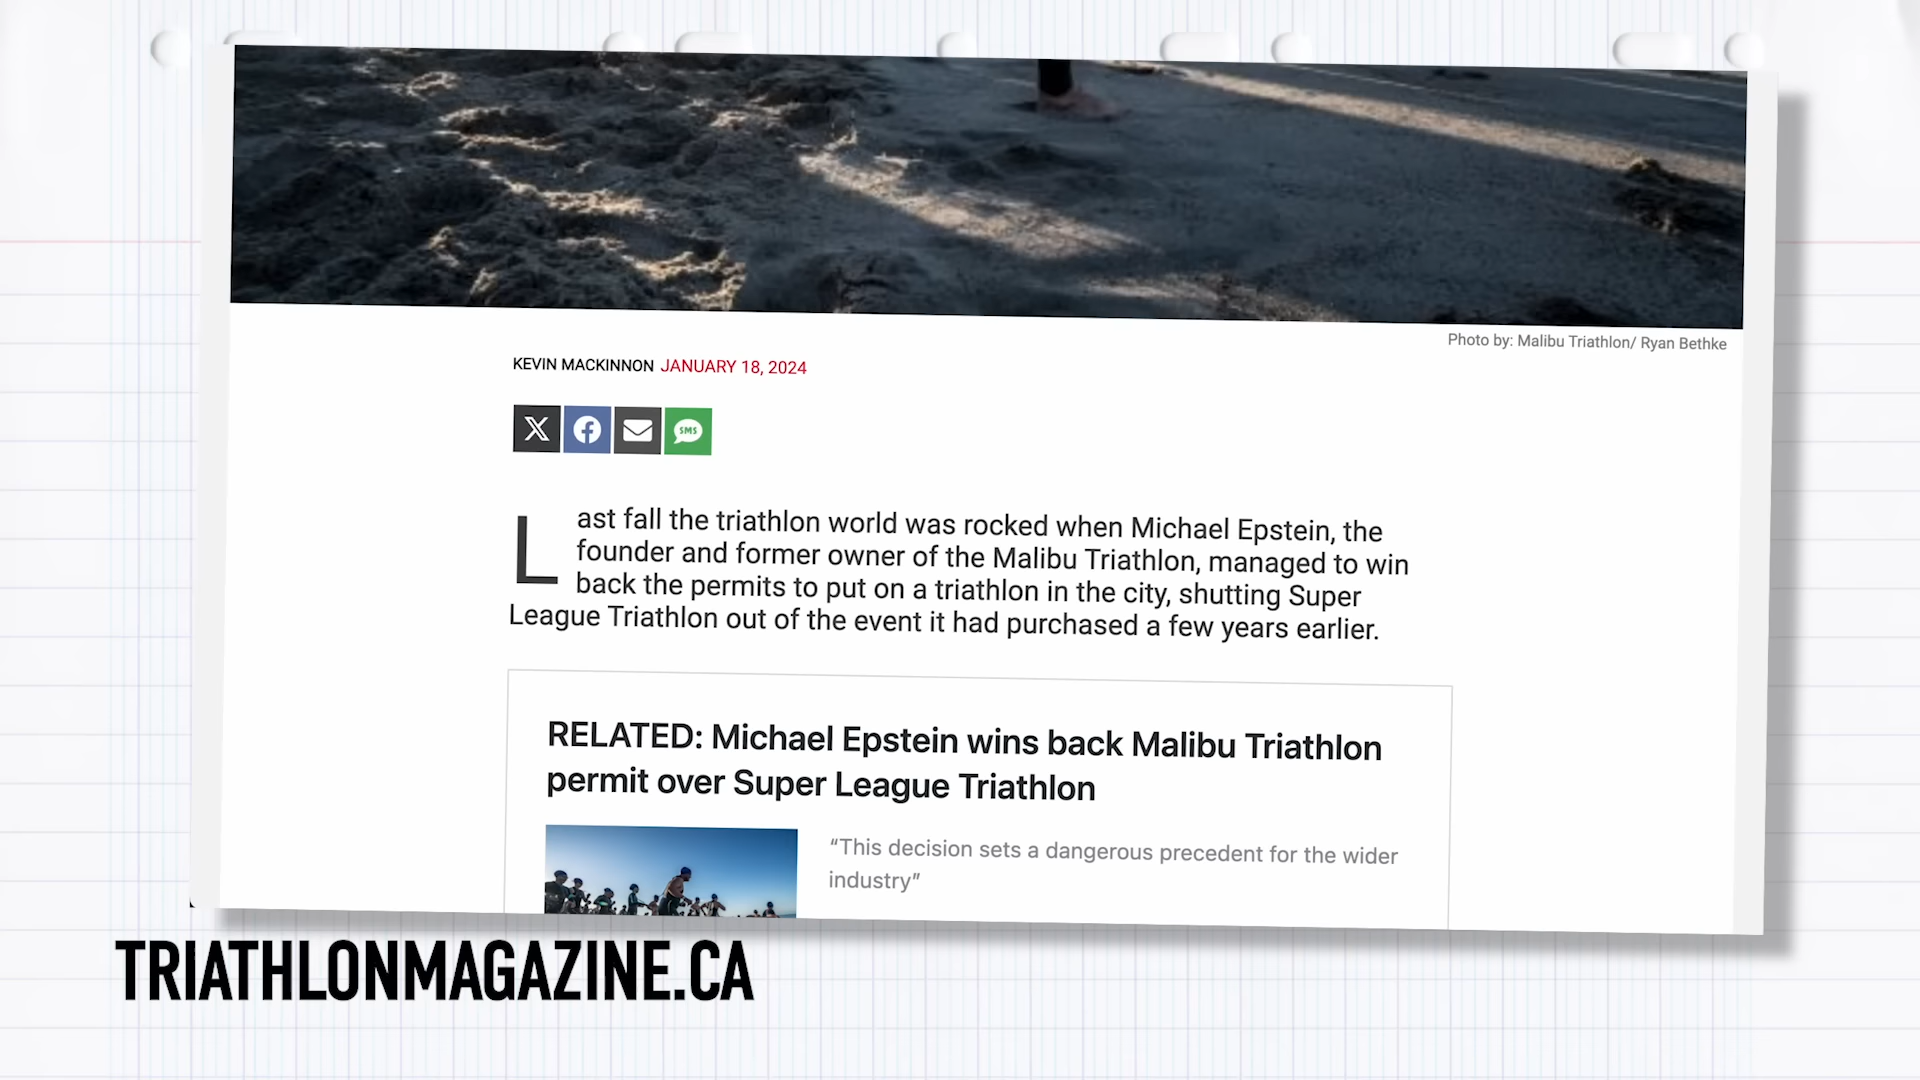 Photo by: Malibu Triathlon/ Ryan Bethke
KEVIN MACKINNON JANUARY 18, 2024
SMS
Last fall the triathlon world was rocked when Michael Epstein, the
founder and former owner of the Malibu Triathlon, managed to win
back the permits to put on a triathlon in the city, shutting Super
League Triathlon out of the event it had purchased a few years earlier.
RELATED: Michael Epstein wins back Malibu Triathlon
permit over Super League Triathlon
“This decision sets a dangerous precedent for the wider
industry”
TRIATHLONMAGAZINE.CA